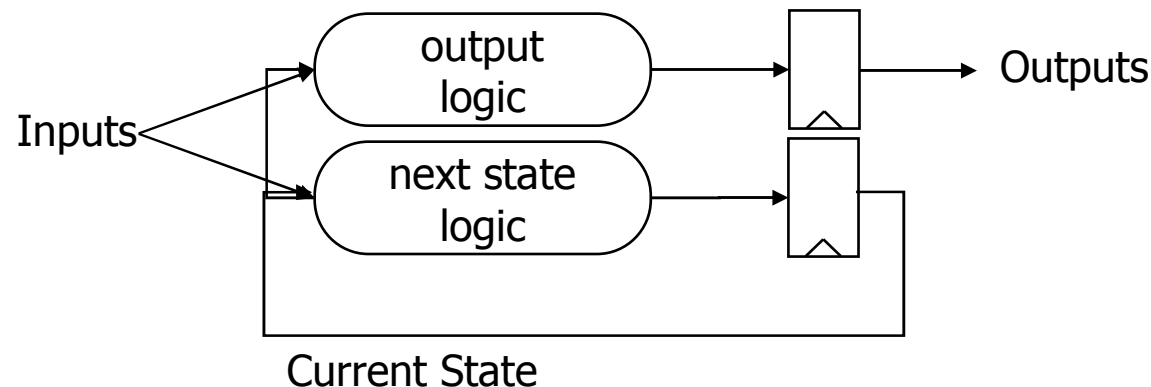 output
logic
Outputs
Inputs
next state
logic
Current State